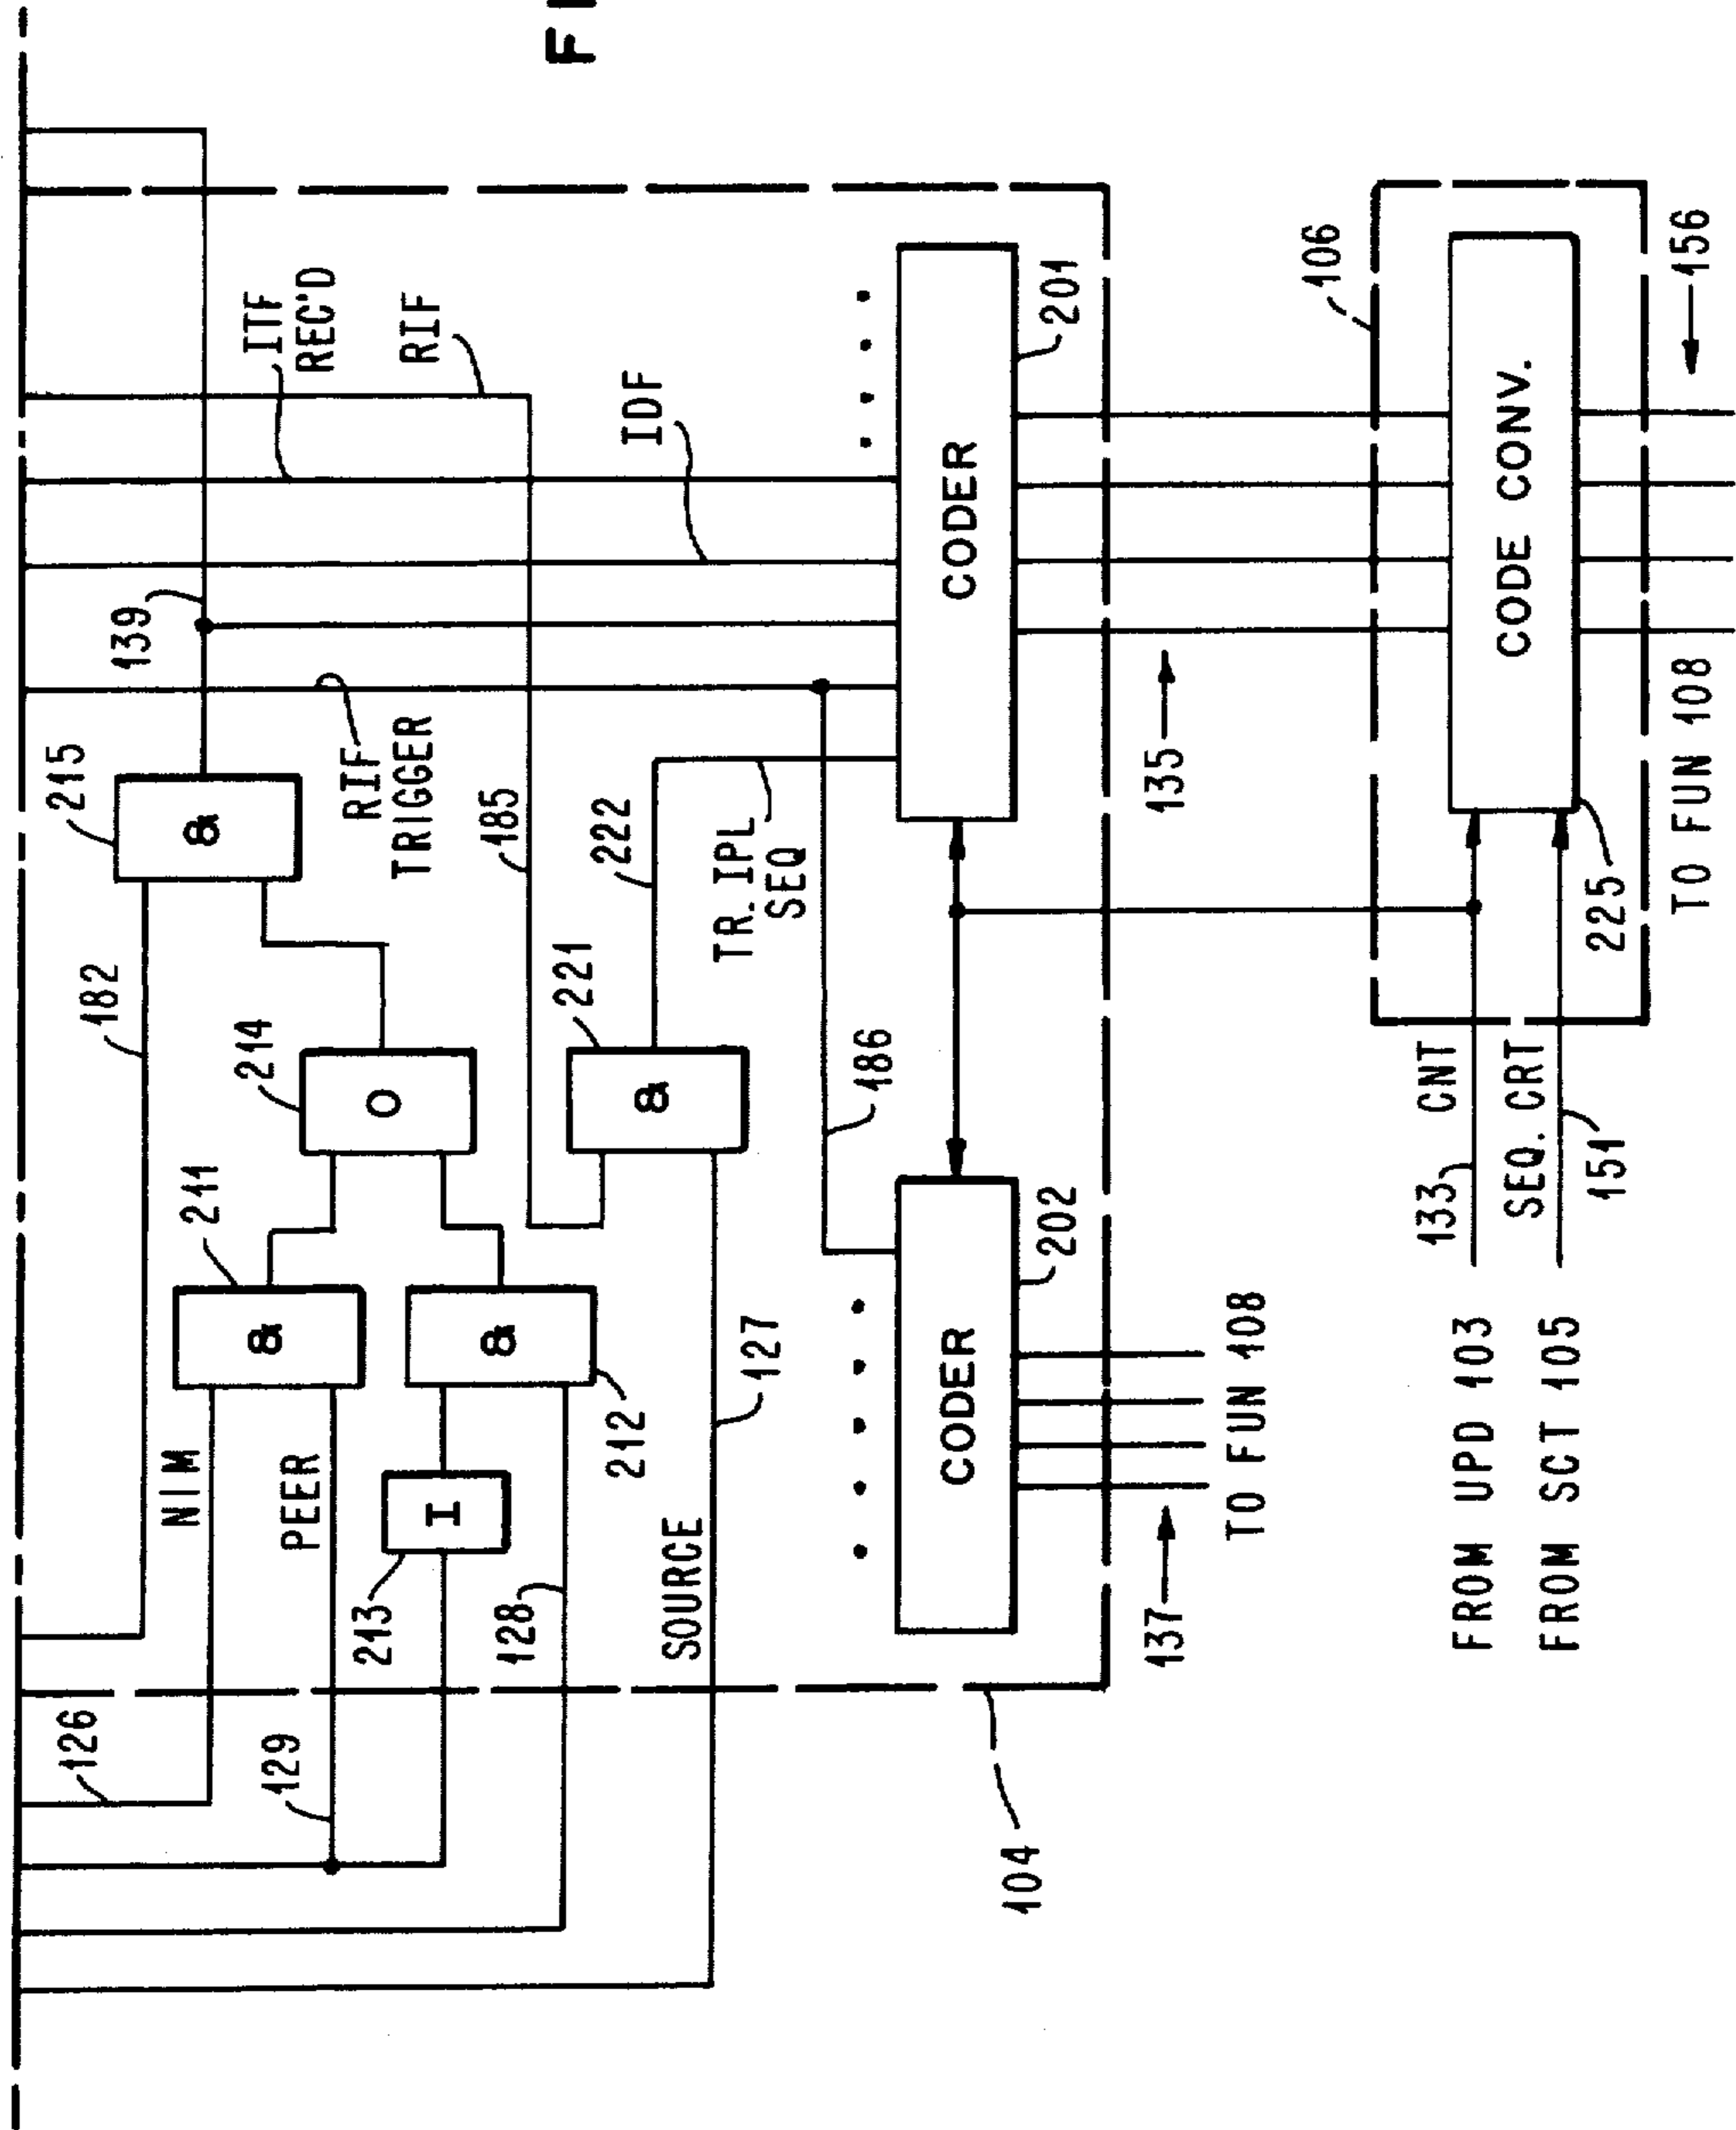 126
182
215
139
NIM
211
&
129
214
&
ITF
REC'D
PEER
RIF
TRIGGER
O
RIF
213
I
&
185
128
212
221
222
IDF
F
SOURCE
127
&
TR. IPL
SEQ
186
CODER
CODER
104
202
201
137
135
TO FUN 108
106
133
CNT
FROM UPD 103
SEQ. CRT
FROM SCT 105
CODE CONV.
151
225
TO FUN 108
156